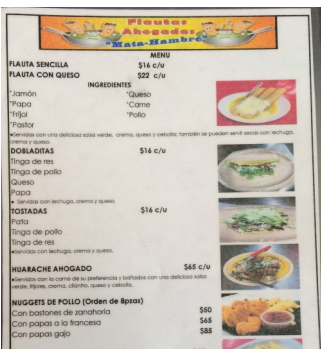 Flautas
Ahogadas
"Mata-Hambre"
MENU
FLAUTA SENCILLA $16 c/u
FLAUTA CON QUESO $22 c/u
INGREDIENTES
*Jamón *Queso
*Papa *Carne
*Frijol *Pollo
*Pastor
•Servidas con una deliciosa salsa verde, crema, queso y cebolla; también se pueden servir secas con lechuga, crema y queso.
DOBLADITAS $16 c/u
Tinga de res
Tinga de pollo
Queso
Papa
• Servidas con lechuga, crema y queso.
TOSTADAS $16 c/u
Pata
Tinga de pollo
Tinga de res
•Servidas con lechuga, crema y queso.
HUARACHE AHOGADO $65 c/u
•Servidos con la carne de su preferencia y bañados con una deliciosa salsa
verde, frijoles, crema, cilantro, queso y cebolla.
NUGGETS DE POLLO (Orden de 8pzas)
Con bastones de zanahoria $50
Con papas a la francesa $65
Con papas gajo $85